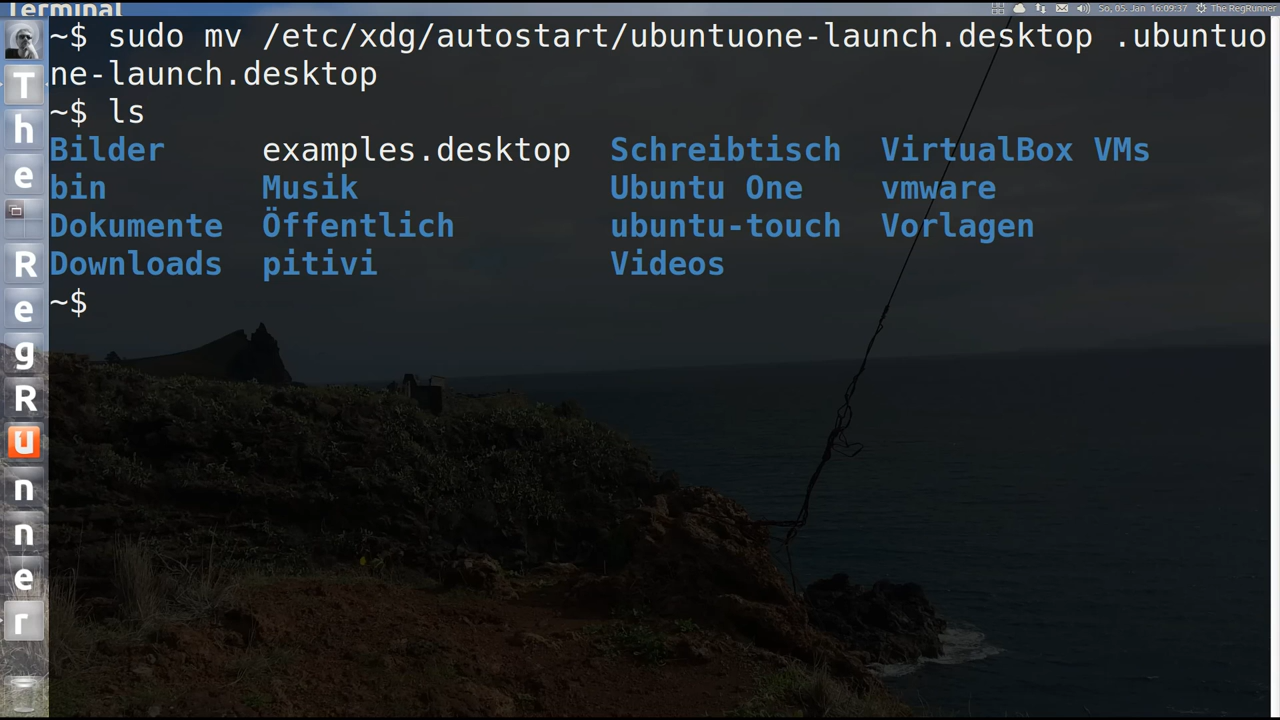 Terminal
So, 05. Jan 16:09:37 The RegRunner
~$ sudo mv /etc/xdg/autostart/ubuntuone-launch.desktop .ubuntuo
ne-launch.desktop
~$ ls
Bilder examples.desktop Schreibtisch VirtualBox VMs
bin Musik Ubuntu One vmware
Dokumente Öffentlich ubuntu-touch Vorlagen
Downloads pitivi Videos
~$
T
h
e
R
e
g
R
u
n
n
e
r